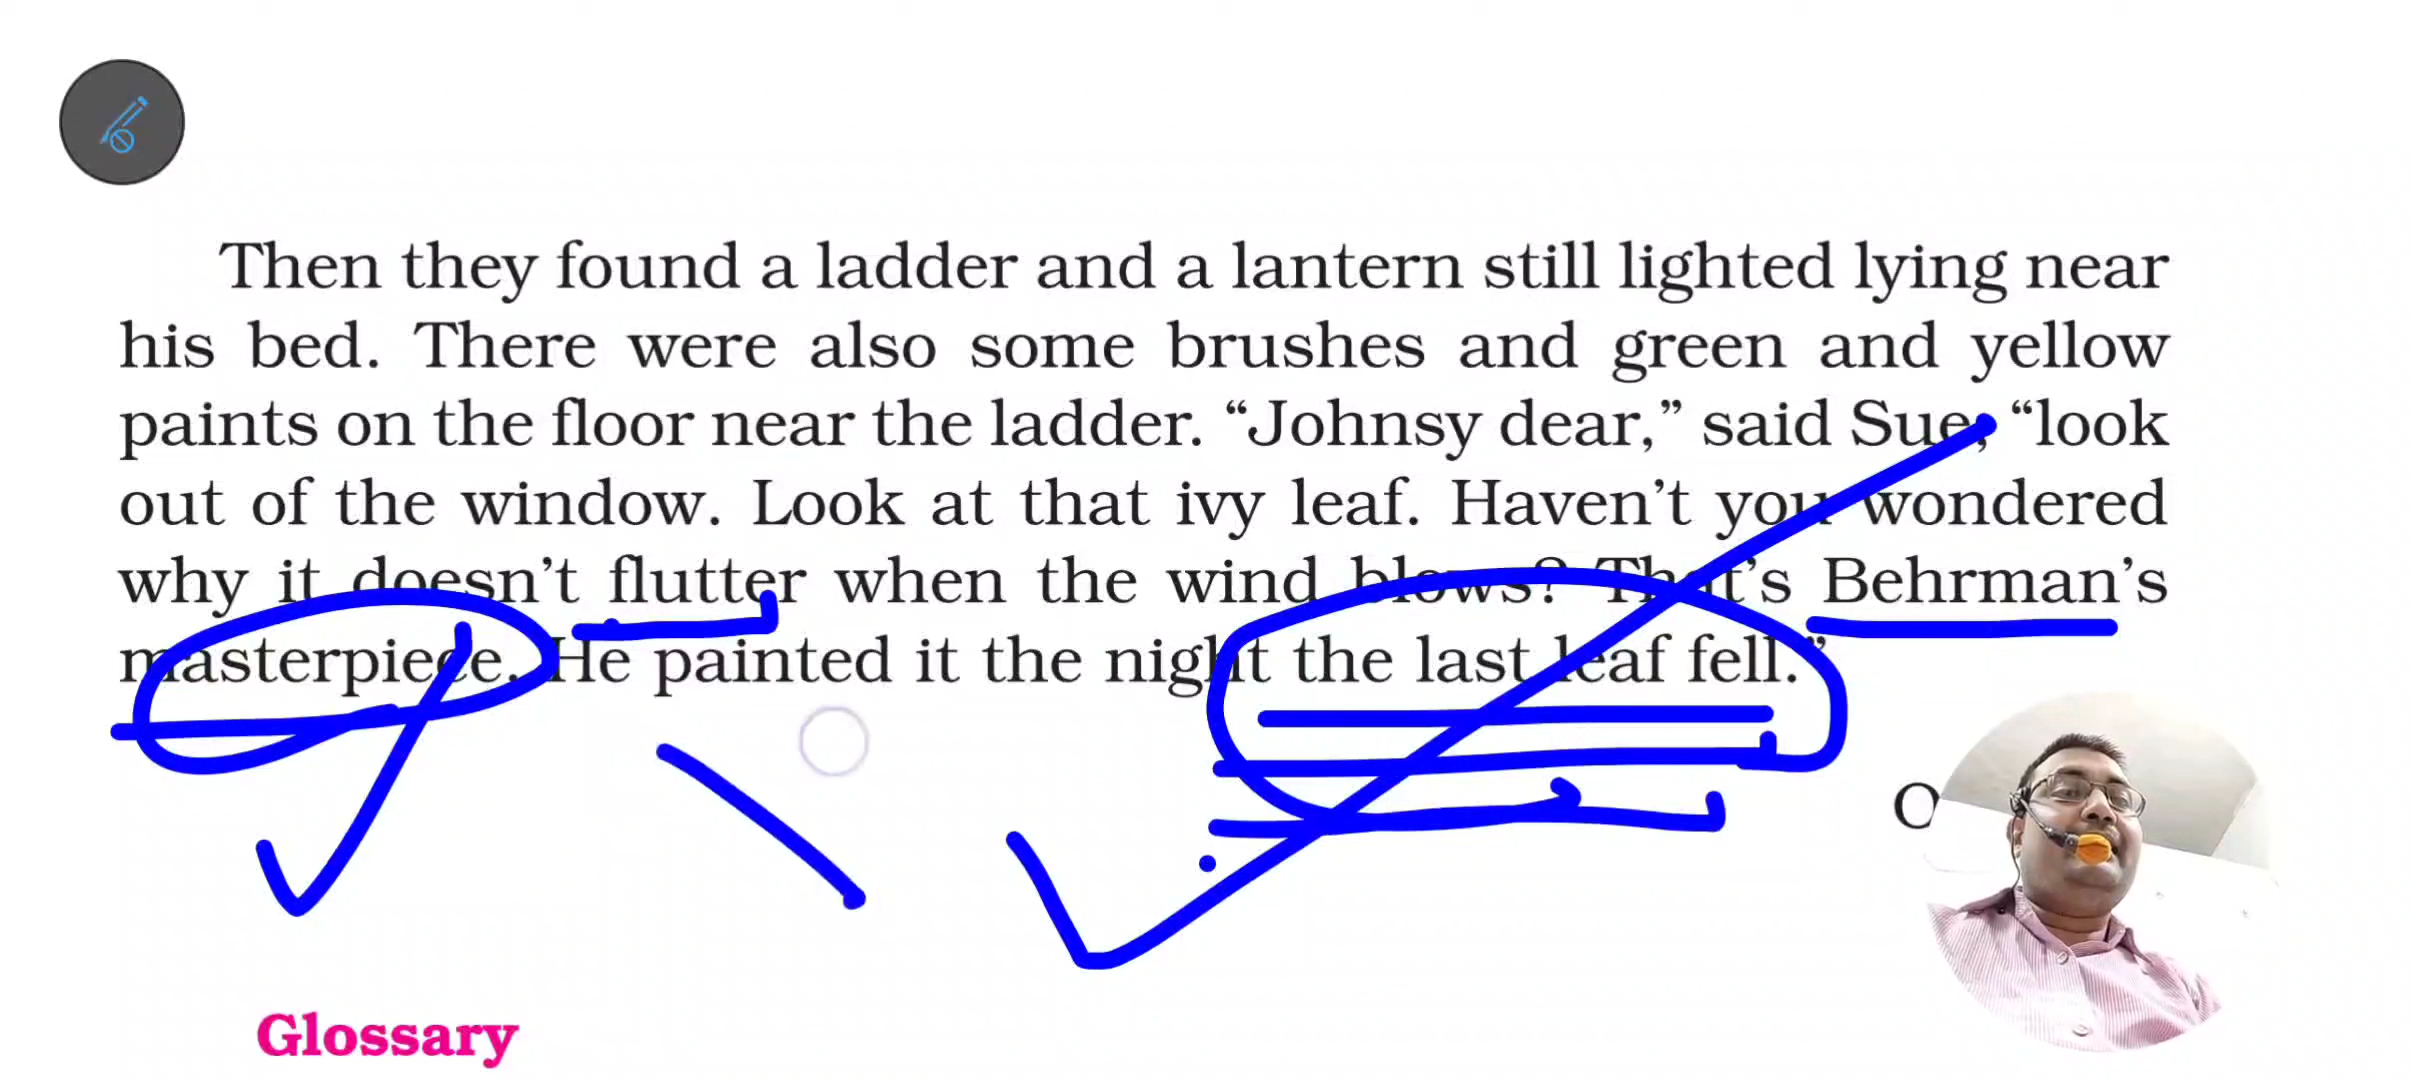 Then they found a ladder and a lantern still lighted lying near
his bed. There were also some brushes and green and yellow
paints on the floor near the ladder. “Johnsy dear,” said Sue, “look
out of the window. Look at that ivy leaf. Haven’t you wondered
why it doesn’t flutter when the wind blows? That’s Behrman’s
masterpiece. He painted it the night the last leaf fell.”
O
Glossary